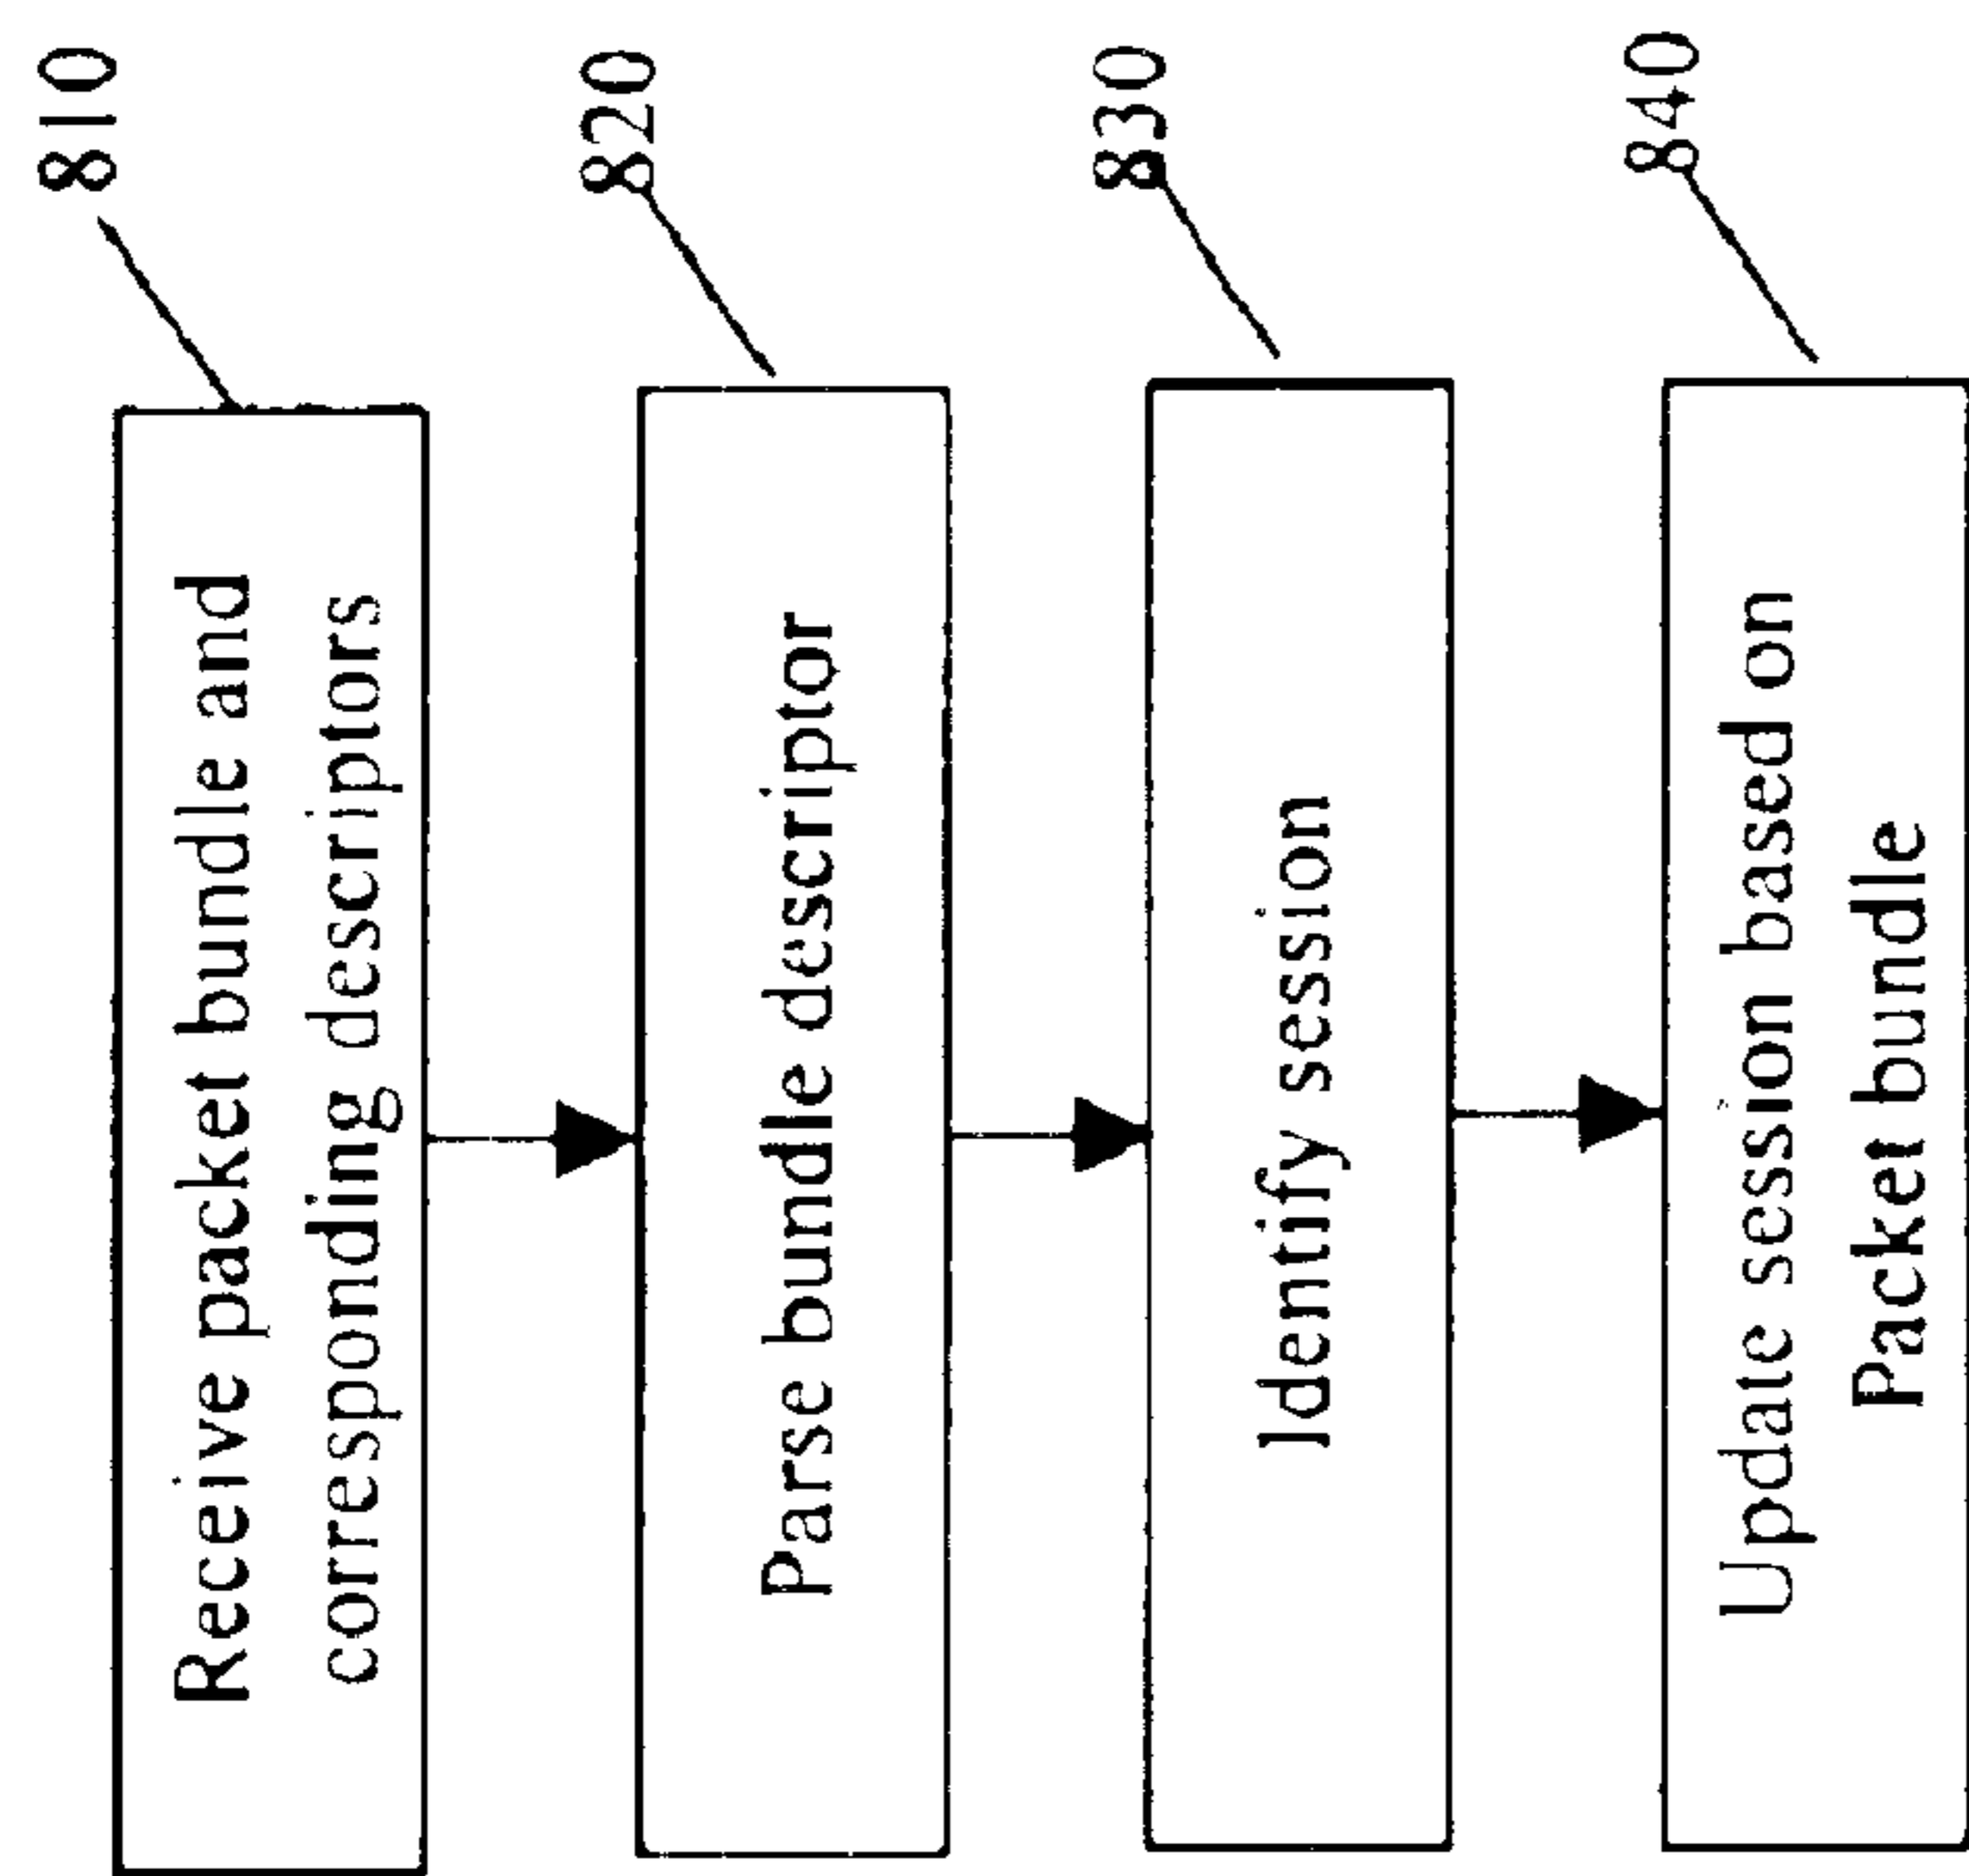 Receive packet bundle and
corresponding descriptors
810
Parse bundle descriptor
820
Identify session
830
Update session based on
Packet bundle
840